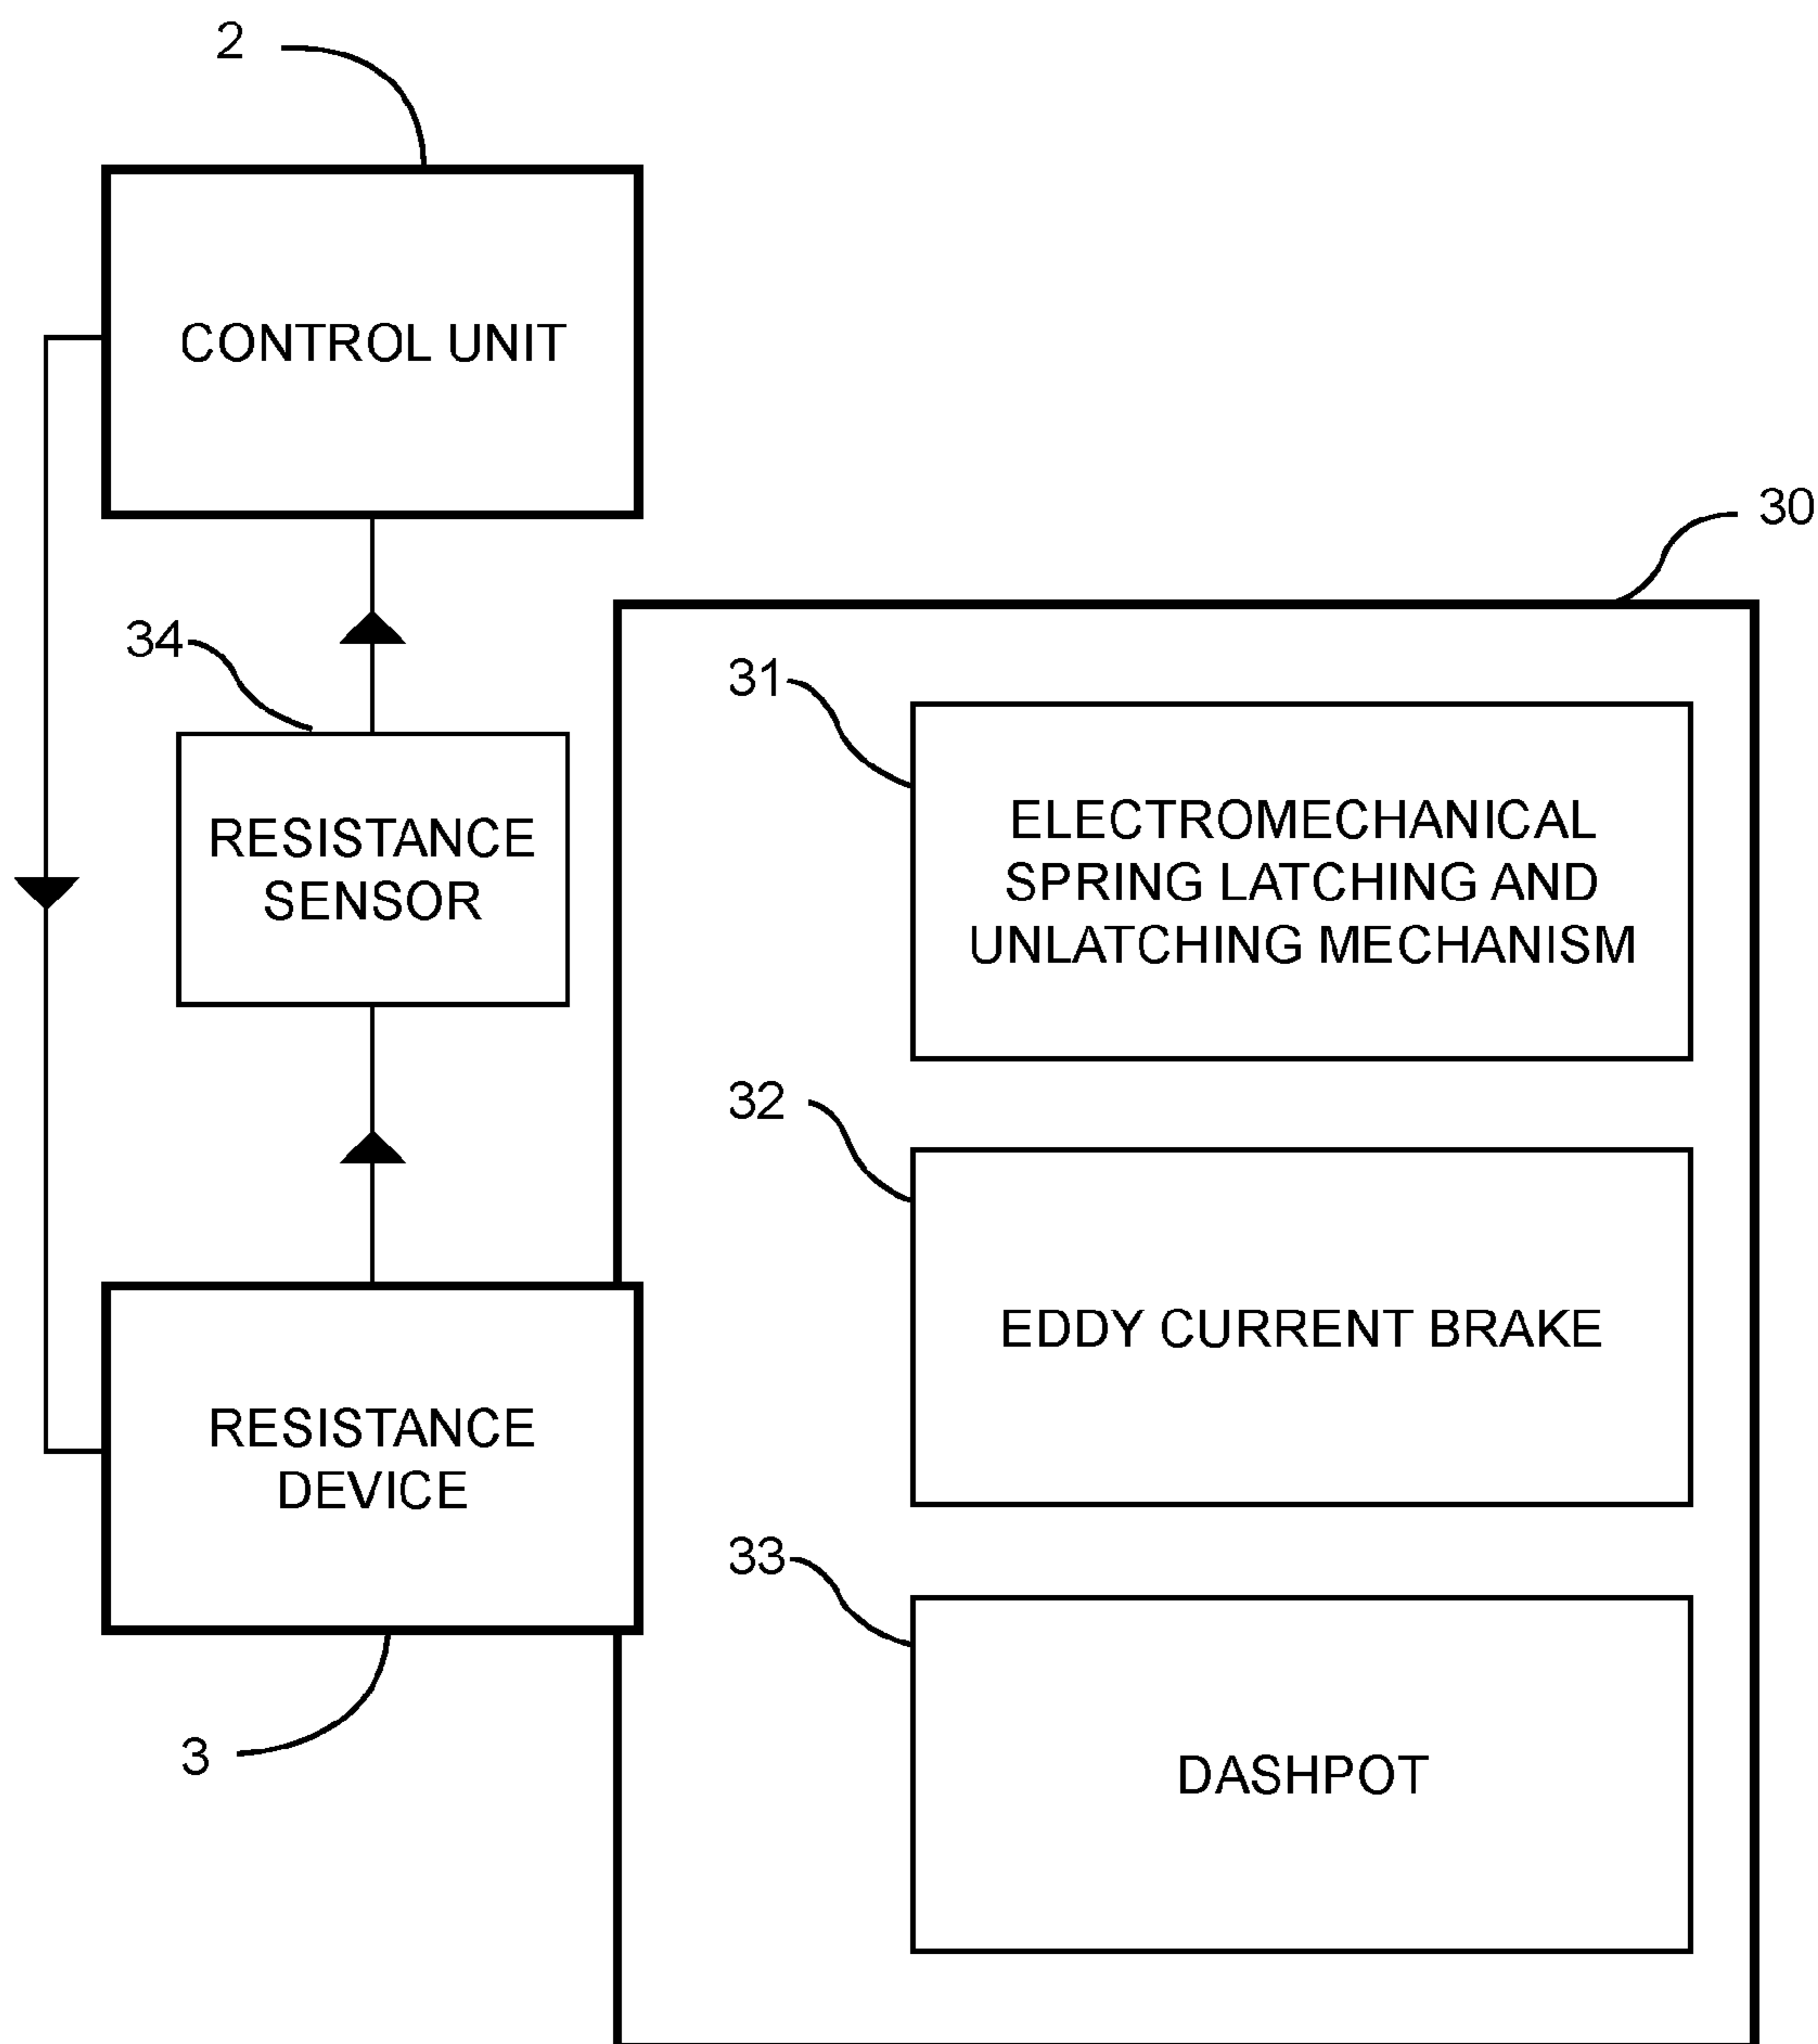 2
CONTROL UNIT
30
34
31
RESISTANCE
SENSOR
ELECTROMECHANICAL
SPRING LATCHING AND
UNLATCHING MECHANISM
32
EDDY CURRENT BRAKE
RESISTANCE
DEVICE
33
3
DASHPOT